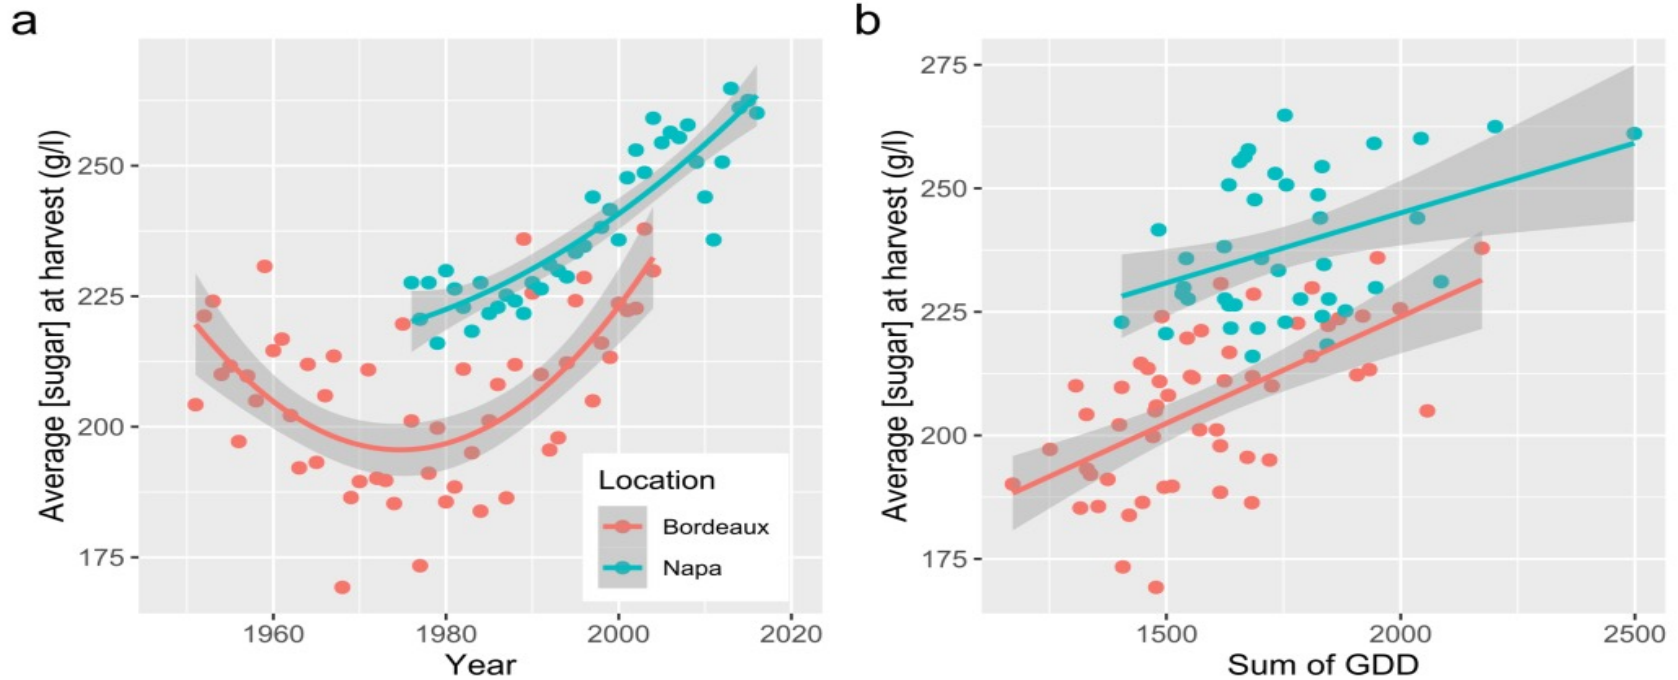 a
Average [sugar] at harvest (g/l)
250
225
200
175
1960
1980
2000
2020
Year
Location
Bordeaux
Napa
b
Average [sugar] at harvest (g/l)
275
250
225
200
175
1500
2000
2500
Sum of GDD